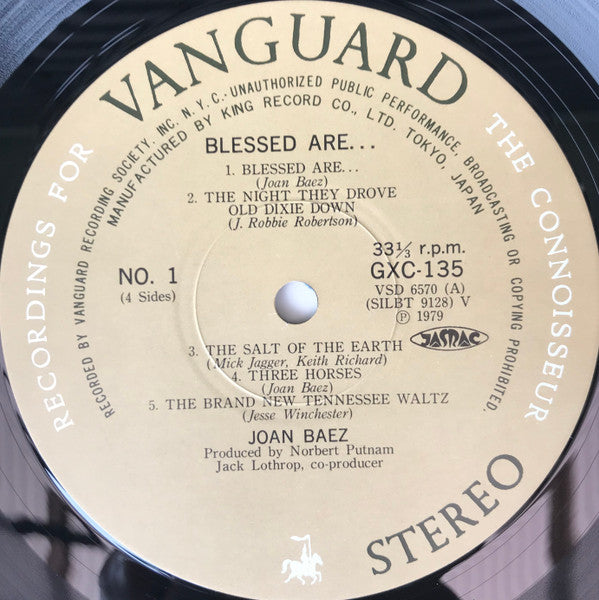 VANGUARD
Recordings for the Connoisseur
RECORDED BY VANGUARD RECORDING SOCIETY, INC. N.Y.C. · UNAUTHORIZED PUBLIC PERFORMANCE, BROADCASTING OR COPYING PROHIBITED.
MANUFACTURED BY KING RECORD CO., LTD. TOKYO, JAPAN
BLESSED ARE...
1. BLESSED ARE...
(Joan Baez)
2. THE NIGHT THEY DROVE
OLD DIXIE DOWN
(J. Robbie Robertson)
NO. 1
(4 Sides)
33⅓ r.p.m.
GXC-135
VSD 6570 (A)
(SILBT 9128) V
Ⓟ 1979
JASRAC
3. THE SALT OF THE EARTH
(Mick Jagger, Keith Richard)
4. THREE HORSES
(Joan Baez)
5. THE BRAND NEW TENNESSEE WALTZ
(Jesse Winchester)
JOAN BAEZ
Produced by Norbert Putnam
Jack Lothrop, co-producer
STEREO